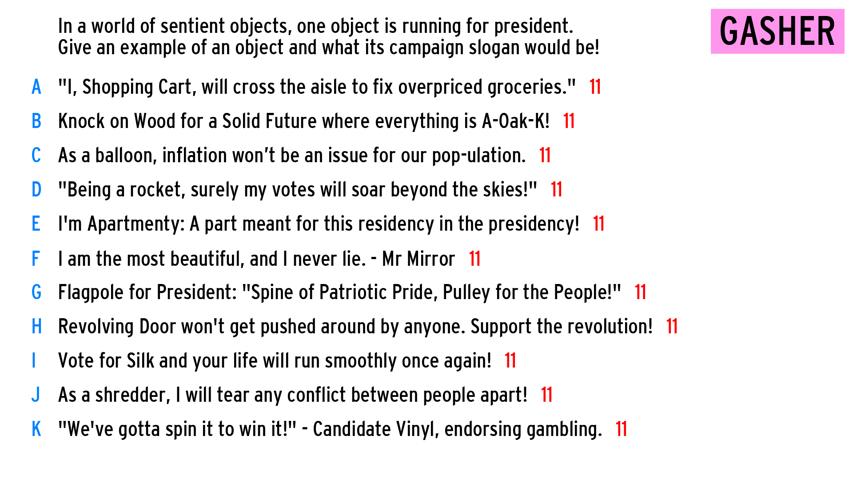 In a world of sentient objects, one object is running for president.
Give an example of an object and what its campaign slogan would be!
GASHER
A "I, Shopping Cart, will cross the aisle to fix overpriced groceries." 11
B Knock on Wood for a Solid Future where everything is A-Oak-K! 11
C As a balloon, inflation won't be an issue for our pop-ulation. 11
D "Being a rocket, surely my votes will soar beyond the skies!" 11
E I'm Apartmenty: A part meant for this residency in the presidency! 11
F I am the most beautiful, and I never lie. - Mr Mirror 11
G Flagpole for President: "Spine of Patriotic Pride, Pulley for the People!" 11
H Revolving Door won't get pushed around by anyone. Support the revolution! 11
I Vote for Silk and your life will run smoothly once again! 11
J As a shredder, I will tear any conflict between people apart! 11
K "We've gotta spin it to win it!" - Candidate Vinyl, endorsing gambling. 11